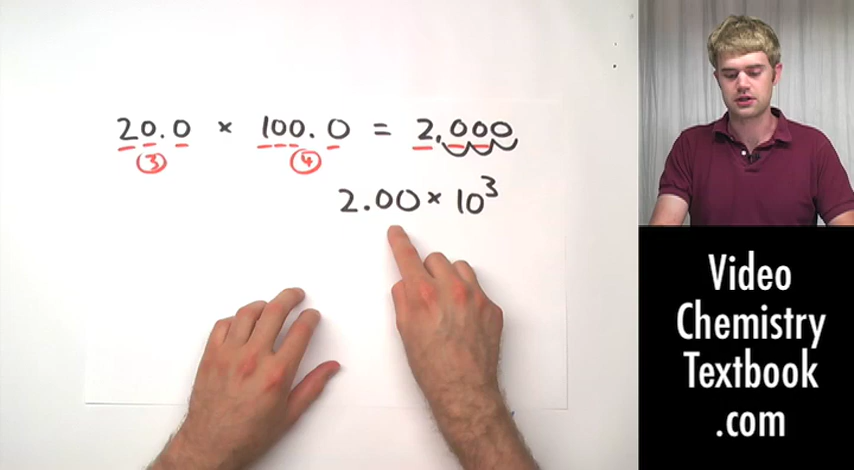 20.0 × 100.0 = 2,000
③ ④
2.00 × 10³
Video
Chemistry
Textbook
.com